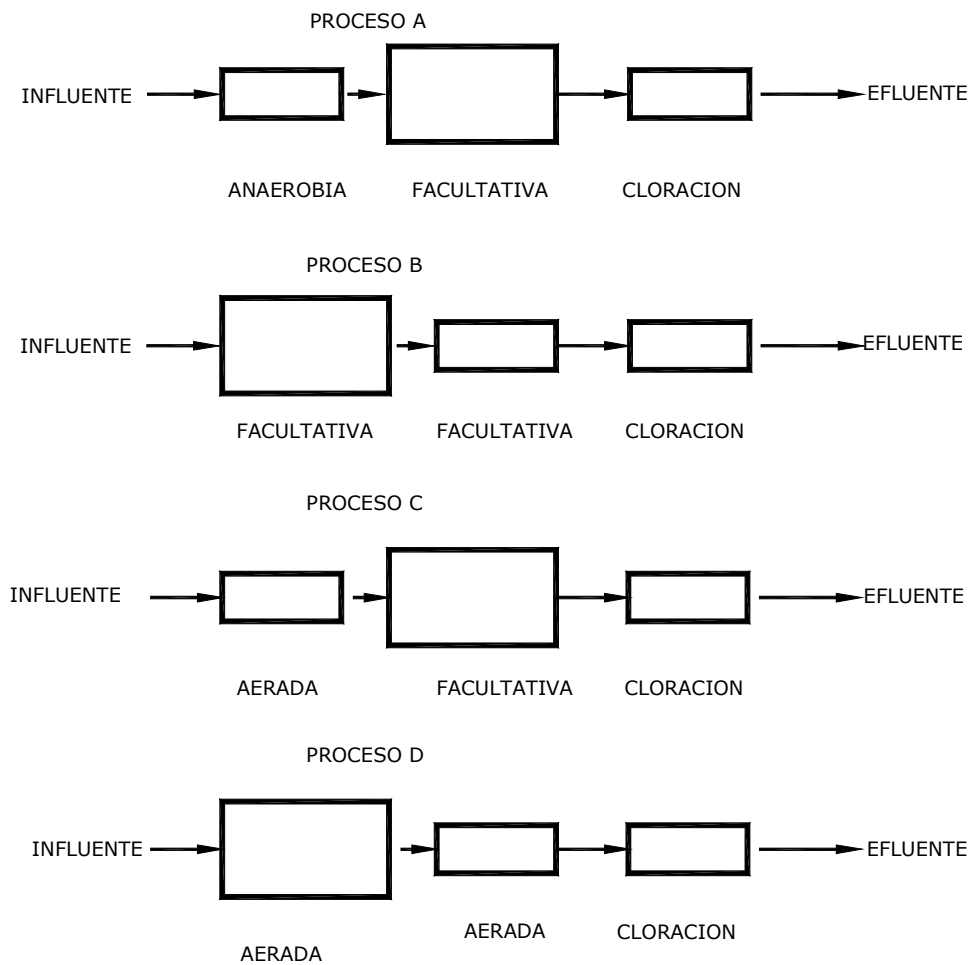 PROCESO A
INFLUENTE EFLUENTE
ANAEROBIA FACULTATIVA CLORACION
PROCESO B
INFLUENTE EFLUENTE
FACULTATIVA FACULTATIVA CLORACION
PROCESO C
INFLUENTE EFLUENTE
AERADA FACULTATIVA CLORACION
PROCESO D
INFLUENTE EFLUENTE
AERADA AERADA CLORACION